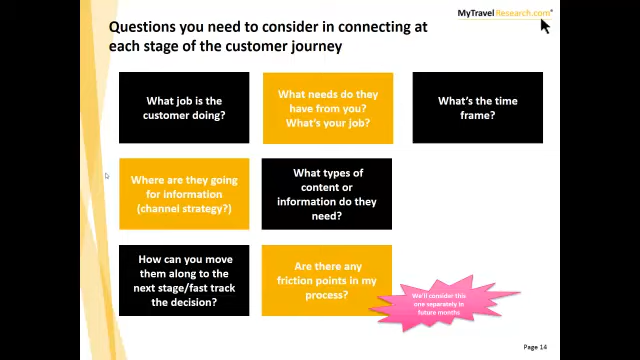 MyTravelResearch.com
Questions you need to consider in connecting at
each stage of the customer journey
What job is the
customer doing?
What needs do they
have from you?
What's your job?
What's the time
frame?
Where are they going
for information
(channel strategy?)
What types of
content or
information do they
need?
How can you move
them along to the
next stage/fast track
the decision?
Are there any
friction points in my
process?
We'll consider this
one separately in
future months
Page 14